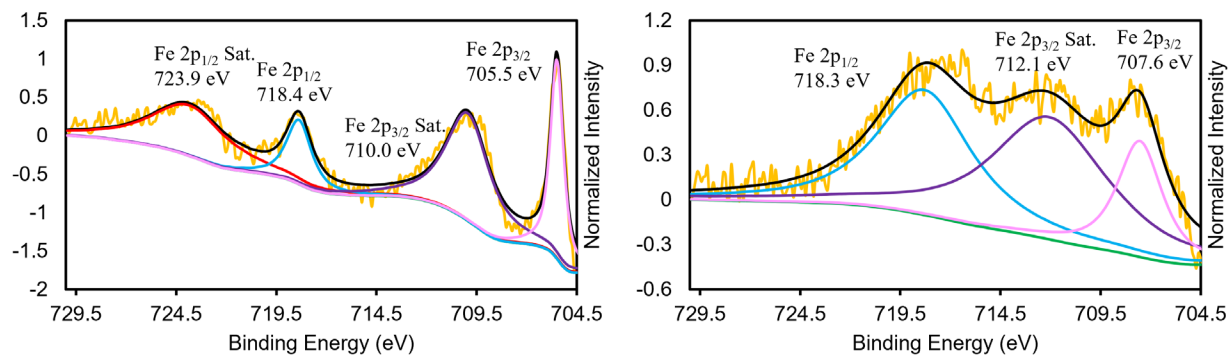 1.5
1
0.5
0
-0.5
-1
-1.5
-2
Fe 2p1/2 Sat.
723.9 eV
Fe 2p1/2
718.4 eV
Fe 2p3/2 Sat.
710.0 eV
Fe 2p3/2
705.5 eV
729.5 724.5 719.5 714.5 709.5 704.5
Binding Energy (eV)
Normalized Intensity
1.2
0.9
0.6
0.3
0
-0.3
-0.6
Fe 2p1/2
718.3 eV
Fe 2p3/2 Sat.
712.1 eV
Fe 2p3/2
707.6 eV
729.5 724.5 719.5 714.5 709.5 704.5
Binding Energy (eV)
Normalized Intensity